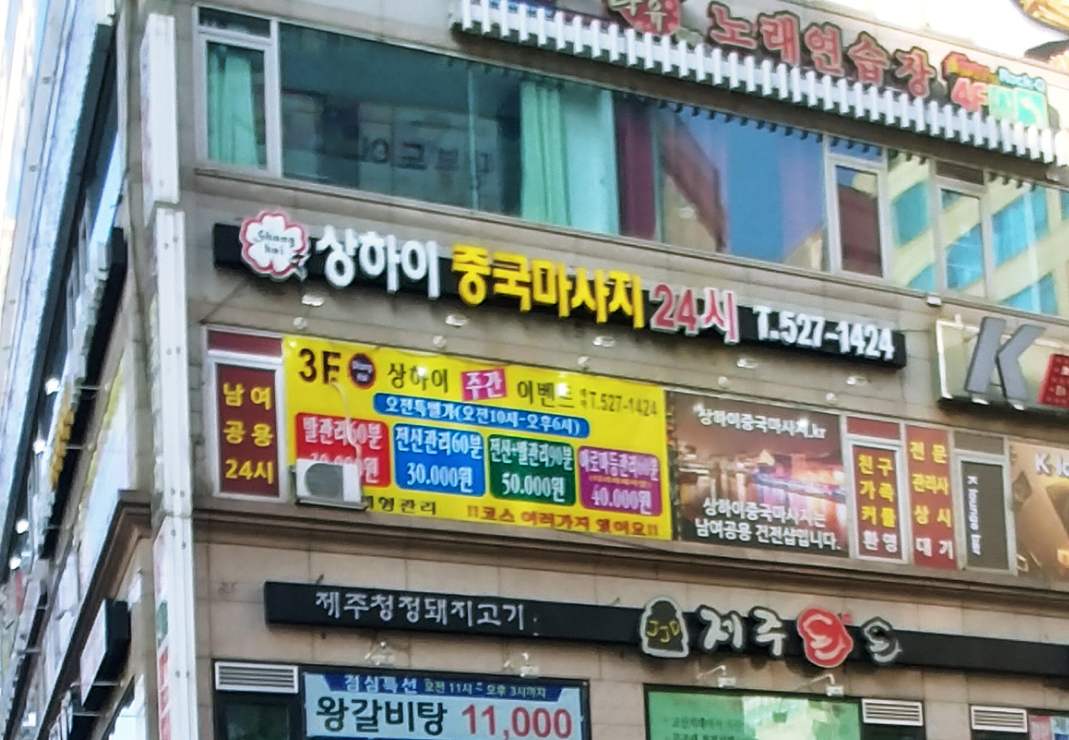 노래연습장
4F
Shang hai
상하이 중국마사지 24시 T.527-1424
K
3F 상하이 주간 이벤트 T.527-1424
오전특별가(오전10시-오후6시)
발관리60분
전신관리60분
30.000원
전신+발관리90분
50.000원
40.000원
체형관리
!!코스 여러가지 있어요!!
남여
공용
24시
상하이중국마사지.kr
상하이중국마사지는
남여공용 건전샵입니다.
친구
가족
커플
환영
전문
관리사
상시
대기
K lounge bar
제주청정돼지고기
JJD 제주
점심특선 오전 11시 - 오후 3시까지
왕갈비탕 11,000